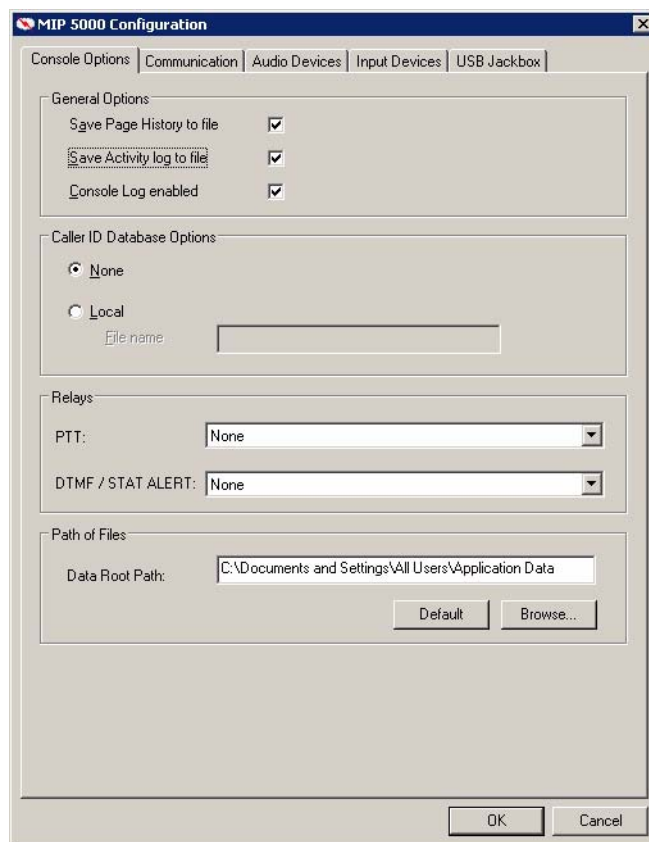 MIP 5000 Configuration
Console Options Communication Audio Devices Input Devices USB Jackbox
General Options
Save Page History to file
Save Activity log to file
Console Log enabled
Caller ID Database Options
None
Local
File name
Relays
PTT: None
DTMF / STAT ALERT: None
Path of Files
Data Root Path: C:\Documents and Settings\All Users\Application Data
Default Browse...
OK Cancel